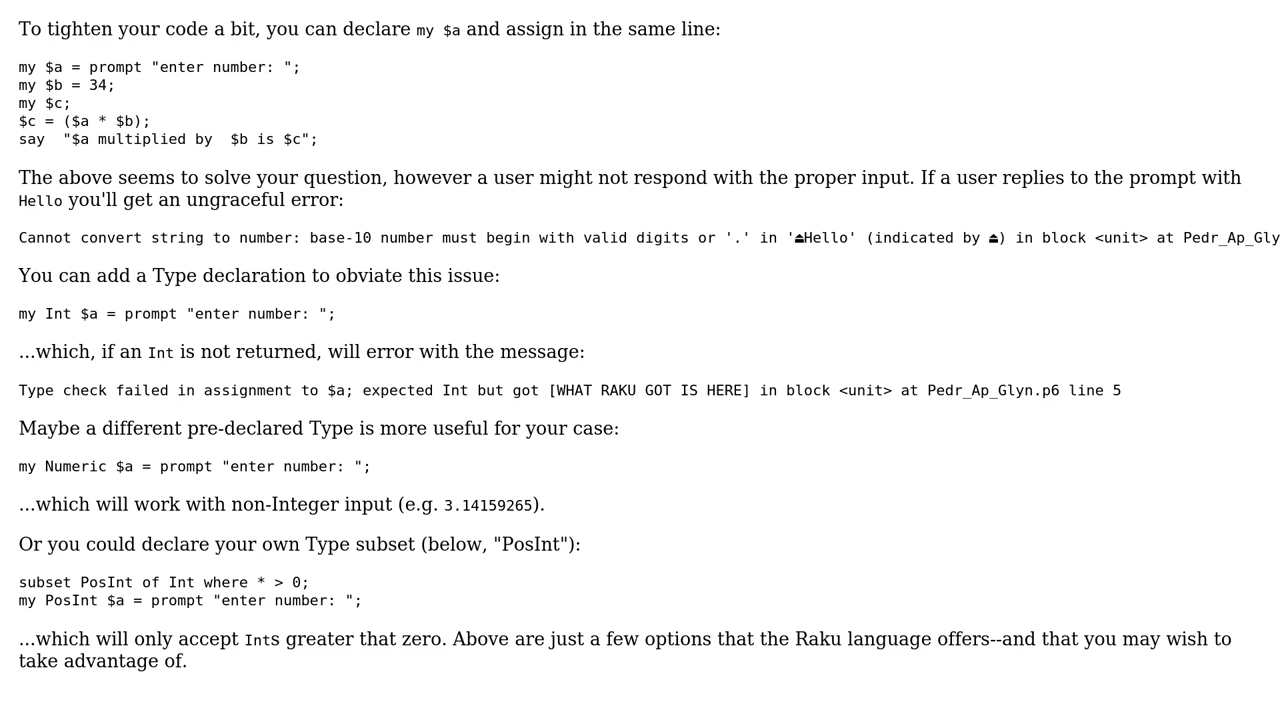 To tighten your code a bit, you can declare my $a and assign in the same line:
my $a = prompt "enter number: ";
my $b = 34;
my $c;
$c = ($a * $b);
say  "$a multiplied by  $b is $c";
The above seems to solve your question, however a user might not respond with the proper input. If a user replies to the prompt with
Hello you'll get an ungraceful error:
Cannot convert string to number: base-10 number must begin with valid digits or '.' in '⏏Hello' (indicated by ⏏) in block <unit> at Pedr_Ap_Gly
You can add a Type declaration to obviate this issue:
my Int $a = prompt "enter number: ";
...which, if an Int is not returned, will error with the message:
Type check failed in assignment to $a; expected Int but got [WHAT RAKU GOT IS HERE] in block <unit> at Pedr_Ap_Glyn.p6 line 5
Maybe a different pre-declared Type is more useful for your case:
my Numeric $a = prompt "enter number: ";
...which will work with non-Integer input (e.g. 3.14159265).
Or you could declare your own Type subset (below, "PosInt"):
subset PosInt of Int where * > 0;
my PosInt $a = prompt "enter number: ";
...which will only accept Ints greater that zero. Above are just a few options that the Raku language offers--and that you may wish to
take advantage of.